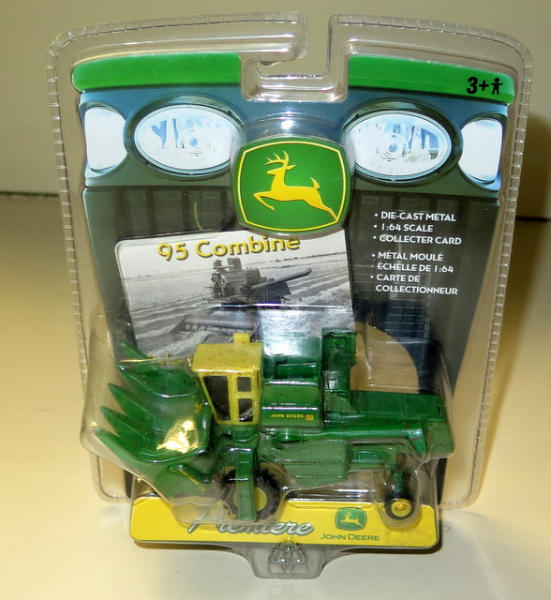 3+
• DIE-CAST METAL
• 1:64 SCALE
• COLLECTER CARD
• MÉTAL MOULÉ
ÉCHELLE DE 1:64
• CARTE DE
COLLECTIONNEUR
95 Combine
JOHN DEERE
Premiere
JOHN DEERE